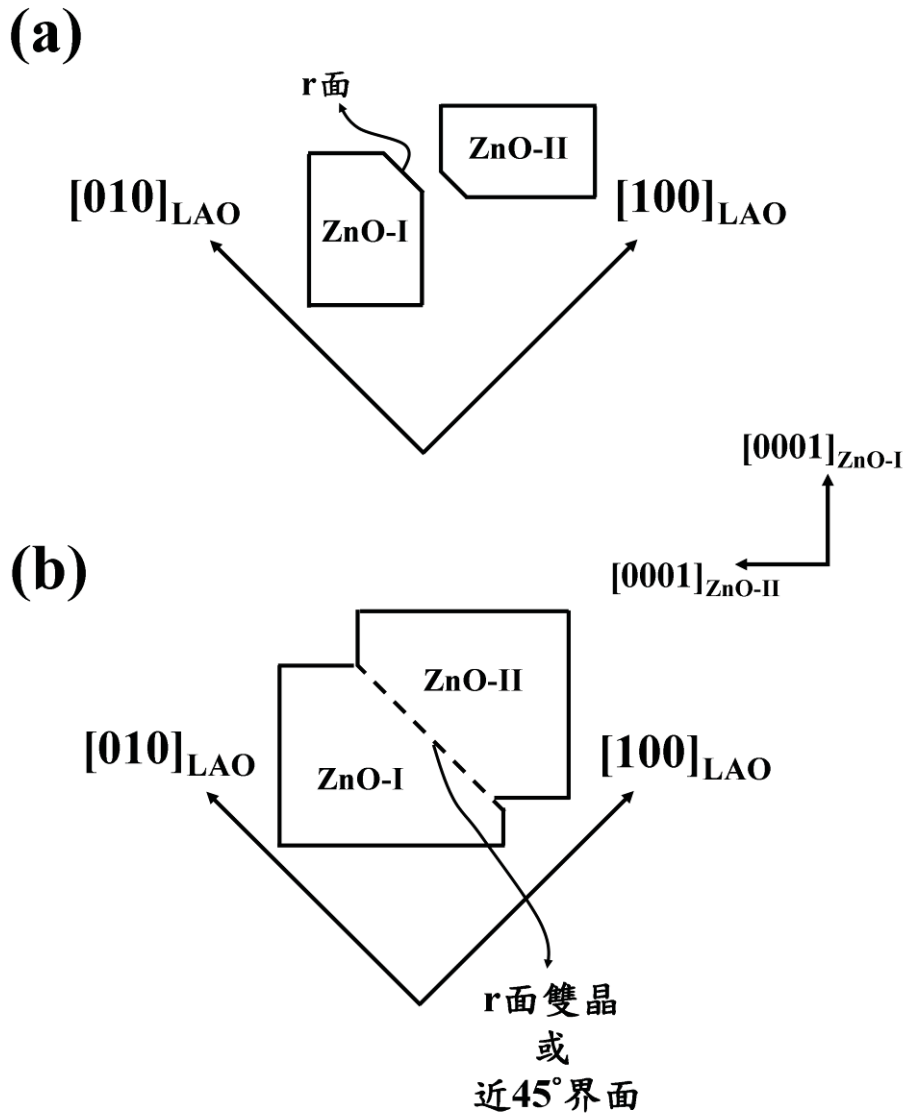 (a)
r面
ZnO-II
[010]LAO
ZnO-I
[100]LAO
[0001]ZnO-I
[0001]ZnO-II
(b)
ZnO-II
[010]LAO
ZnO-I
[100]LAO
r面雙晶
或
近45°界面